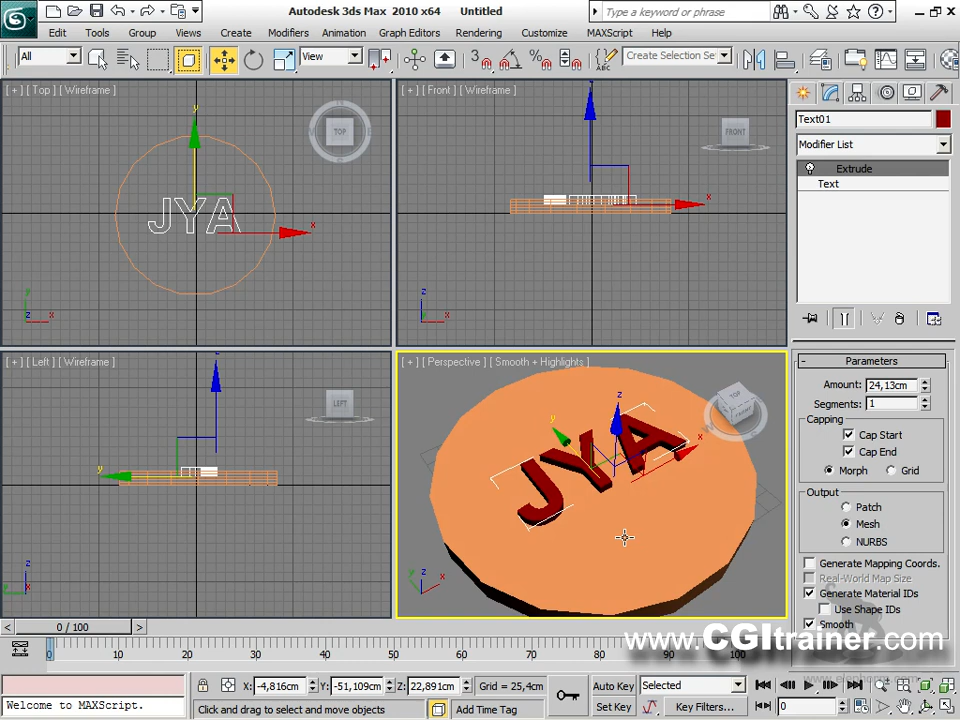 Autodesk 3ds Max 2010 x64 Untitled
Type a keyword or phrase
Edit Tools Group Views Create Modifiers Animation Graph Editors Rendering Customize MAXScript Help
All
View
3
Create Selection Se
[ + ] Top [ Wireframe ]
[ + ] Front [ Wireframe ]
Text01
Modifier List
Extrude
Text
TOP
FRONT
y
JYA
x
x
z
y
z x
z
x
[ + ] Left [ Wireframe ]
[ + ] Perspective [ Smooth + Highlights ]
Parameters
Amount: 24,13cm
Segments: 1
Capping
Cap Start
Cap End
Morph Grid
Output
Patch
Mesh
NURBS
Generate Mapping Coords.
Real-World Map Size
Generate Material IDs
Use Shape IDs
Smooth
LEFT
TOP
FRONT
z
y
x
JYA
y
z
z
x
< 0 / 100 >
www.CGItrainer.com
0 10 20 30 40 50 60 70 80 90
X: -4,816cm Y: -51,109cm Z: 22,891cm Grid = 25,4cm
Auto Key Selected
Welcome to MAXScript.
Click and drag to select and move objects
Add Time Tag
Set Key Key Filters...
0